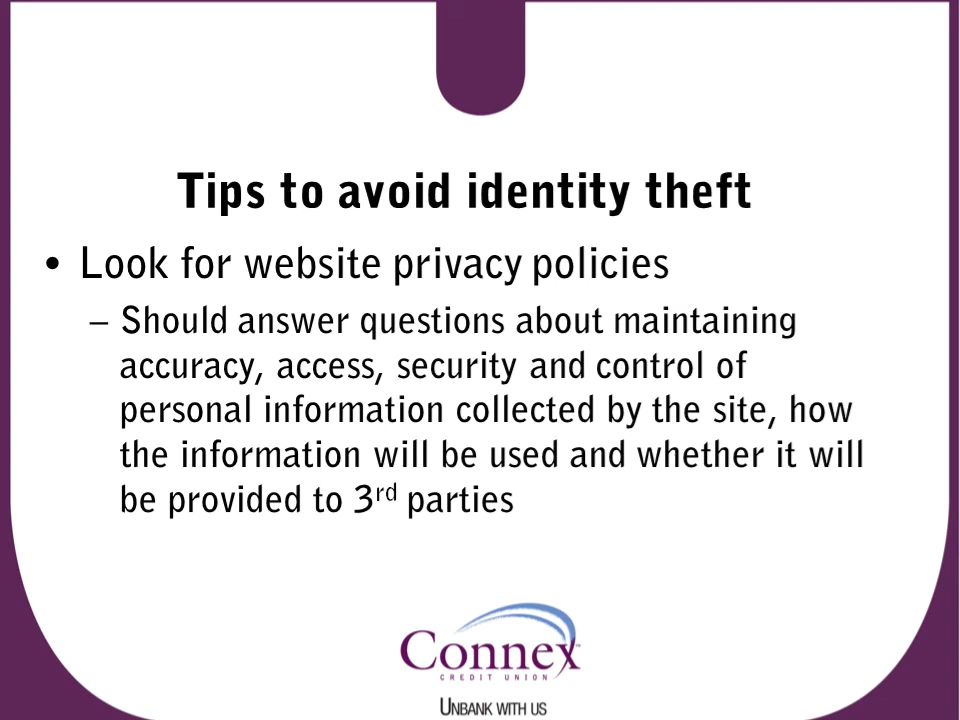 Tips to avoid identity theft
• Look for website privacy policies
– Should answer questions about maintaining
accuracy, access, security and control of
personal information collected by the site, how
the information will be used and whether it will
be provided to 3rd parties
Connex™
CREDIT UNION
UNBANK WITH US